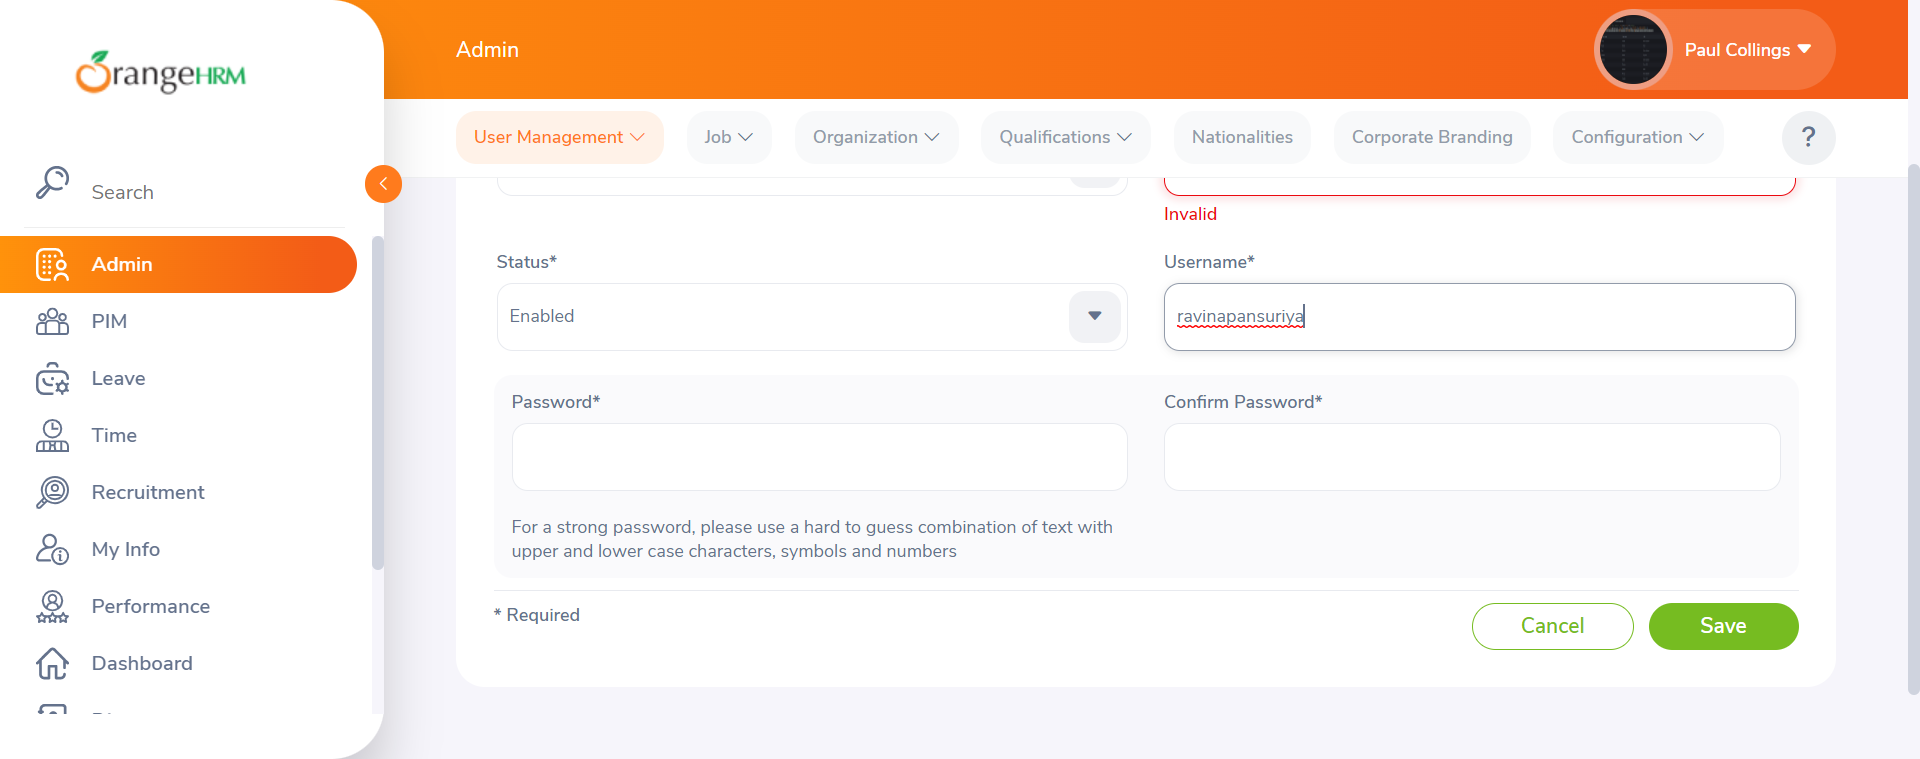 OrangeHRM
Search
Admin
PIM
Leave
Time
Recruitment
My Info
Performance
Dashboard
Admin
Paul Collings
User Management
Job
Organization
Qualifications
Nationalities
Corporate Branding
Configuration
?
Invalid
Status*
Username*
Enabled
ravinapansuriya
Password*
Confirm Password*
For a strong password, please use a hard to guess combination of text with
upper and lower case characters, symbols and numbers
* Required
Cancel
Save